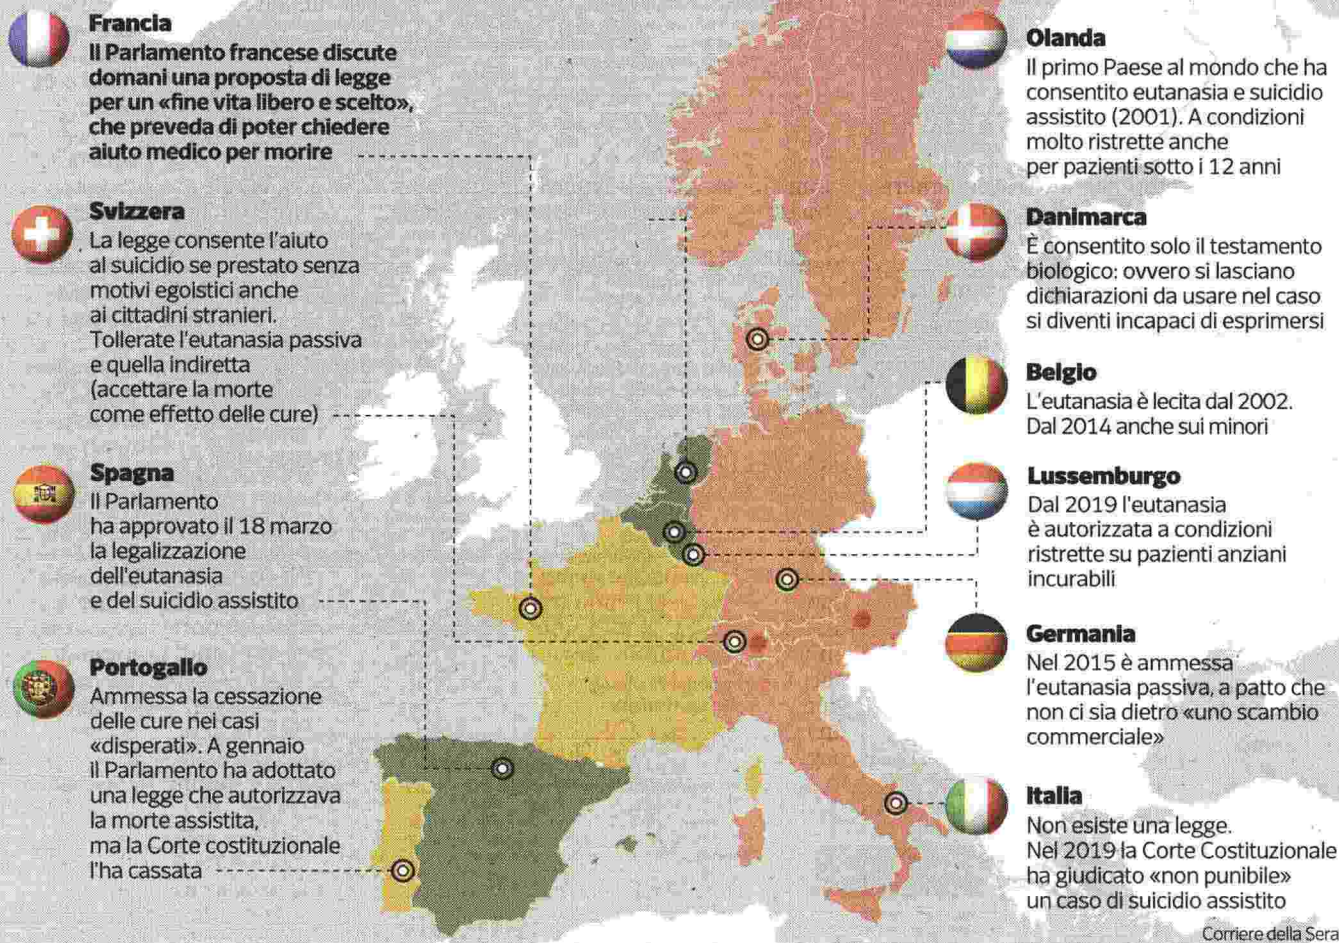 Francia
Il Parlamento francese discute
domani una proposta di legge
per un «fine vita libero e scelto»,
che preveda di poter chiedere
aiuto medico per morire
Svizzera
La legge consente l'aiuto
al suicidio se prestato senza
motivi egoistici anche
ai cittadini stranieri.
Tollerate l'eutanasia passiva
e quella indiretta
(accettare la morte
come effetto delle cure)
Spagna
Il Parlamento
ha approvato il 18 marzo
la legalizzazione
dell'eutanasia
e del suicidio assistito
Portogallo
Ammessa la cessazione
delle cure nei casi
«disperati». A gennaio
il Parlamento ha adottato
una legge che autorizzava
la morte assistita,
ma la Corte costituzionale
l'ha cassata
Olanda
Il primo Paese al mondo che ha
consentito eutanasia e suicidio
assistito (2001). A condizioni
molto ristrette anche
per pazienti sotto i 12 anni
Danimarca
È consentito solo il testamento
biologico: ovvero si lasciano
dichiarazioni da usare nel caso
si diventi incapaci di esprimersi
Belgio
L'eutanasia è lecita dal 2002.
Dal 2014 anche sui minori
Lussemburgo
Dal 2019 l'eutanasia
è autorizzata a condizioni
ristrette su pazienti anziani
incurabili
Germania
Nel 2015 è ammessa
l'eutanasia passiva, a patto che
non ci sia dietro «uno scambio
commerciale»
Italia
Non esiste una legge.
Nel 2019 la Corte Costituzionale
ha giudicato «non punibile»
un caso di suicidio assistito
Corriere della Sera